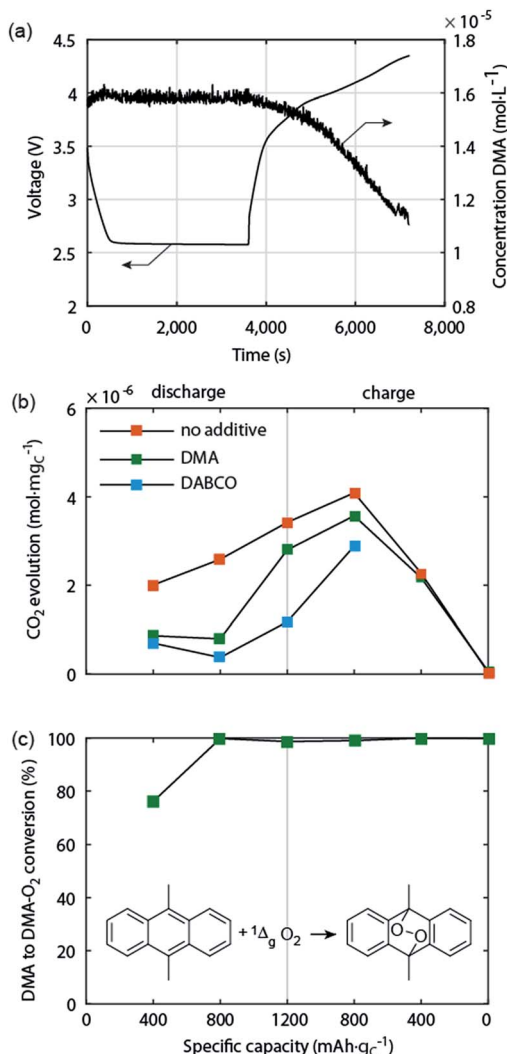 (a)
× 10⁻⁵
4.5
4
3.5
3
2.5
2
Voltage (V)
1.8
1.6
1.4
1.2
1
0.8
Concentration DMA (mol·L⁻¹)
0
2,000
4,000
6,000
8,000
Time (s)
(b)
× 10⁻⁶
discharge
charge
6
4
2
0
CO₂ evolution (mol·mg_C⁻¹)
no additive
DMA
DABCO
(c)
100
80
60
40
20
0
DMA to DMA-O₂ conversion (%)
+ ¹Δg O₂
O
O
400
800
1200
800
400
0
Specific capacity (mAh·g_C⁻¹)